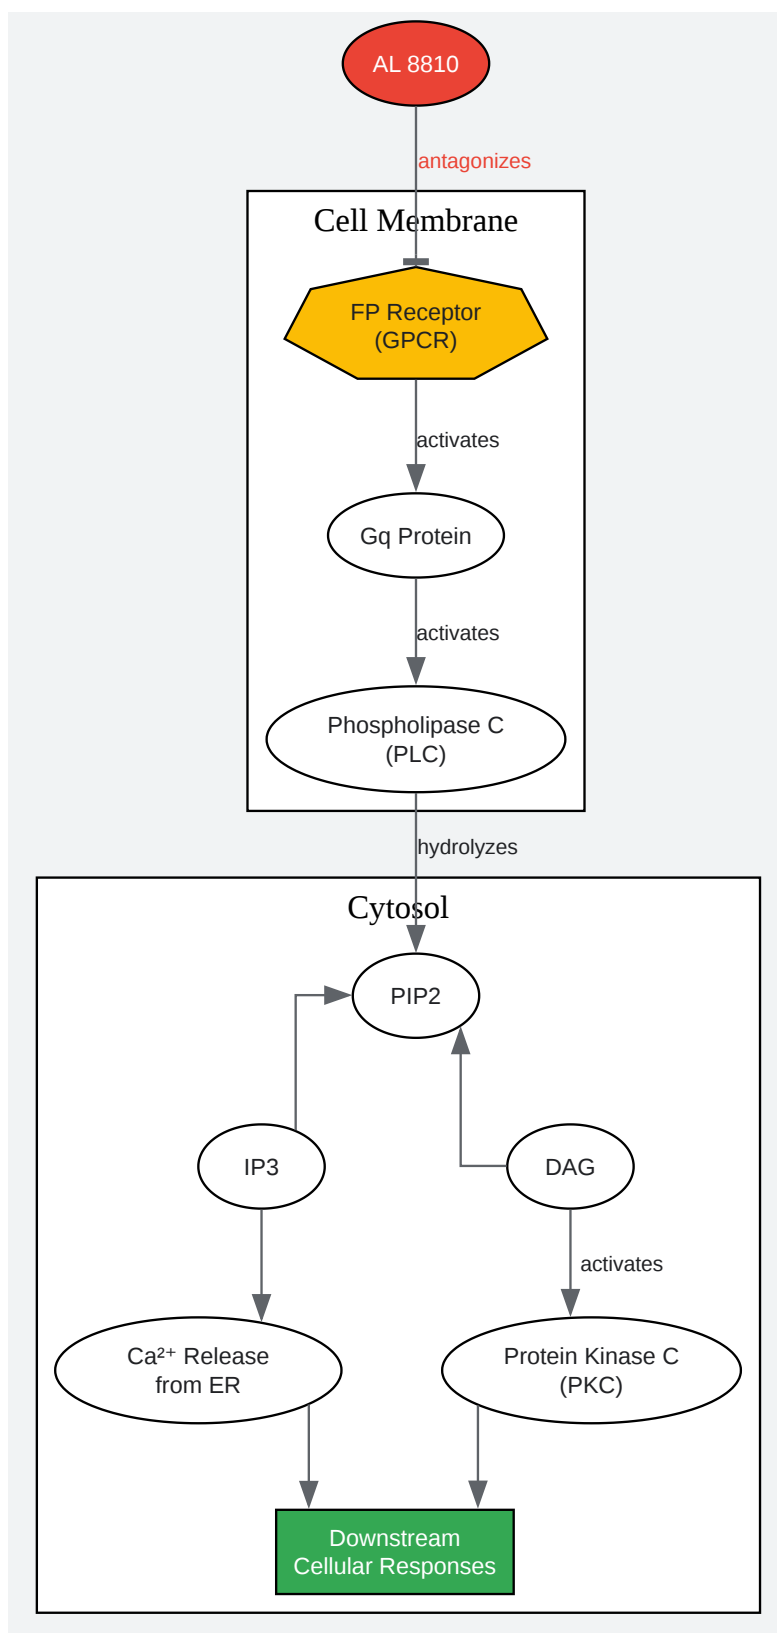 AL 8810
antagonizes
Cell Membrane
FP Receptor
(GPCR)
activates
Gq Protein
activates
Phospholipase C
(PLC)
hydrolyzes
Cytosol
PIP2
IP3
DAG
activates
Ca²⁺ Release
from ER
Protein Kinase C
(PKC)
Downstream
Cellular Responses